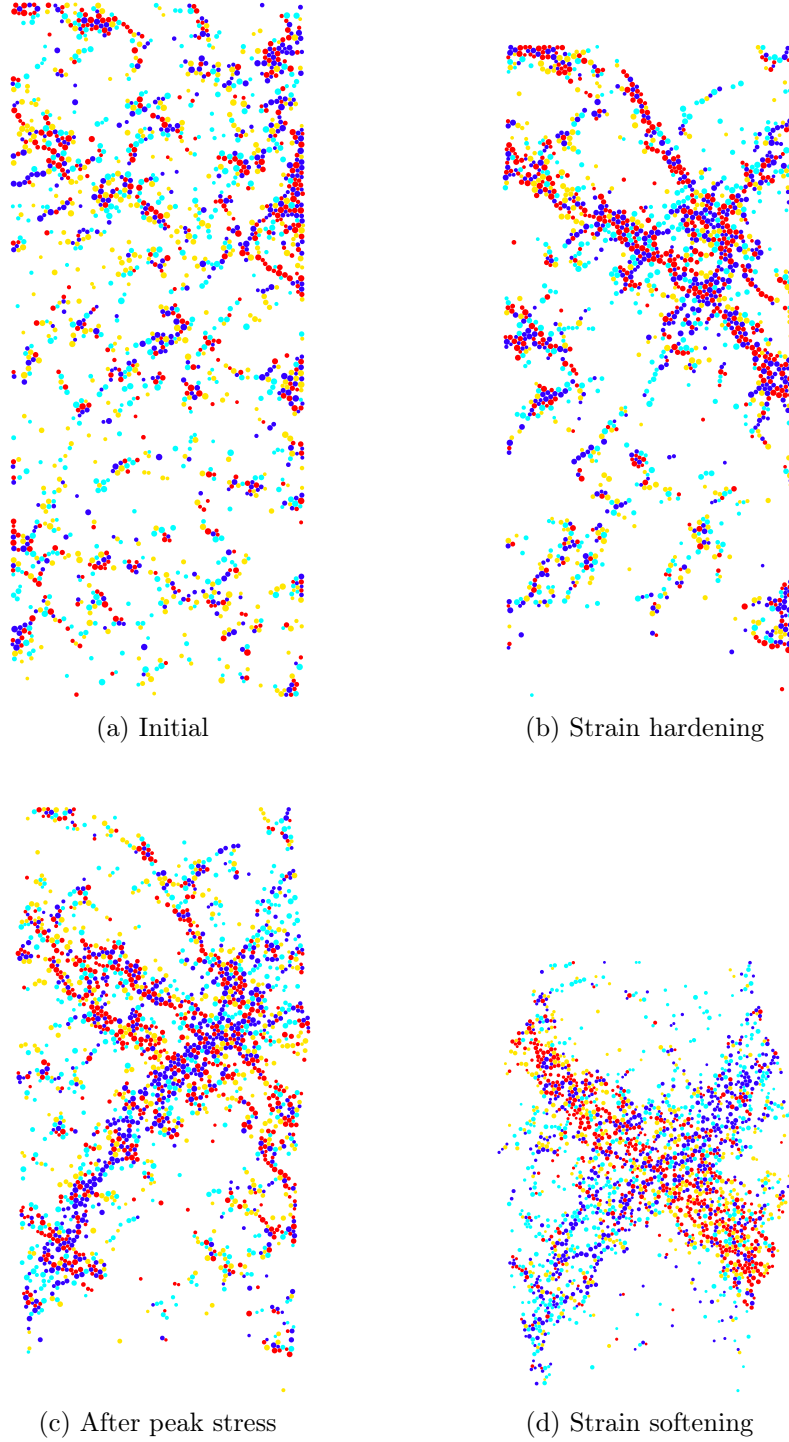 (a) Initial
(b) Strain hardening
(c) After peak stress
(d) Strain softening